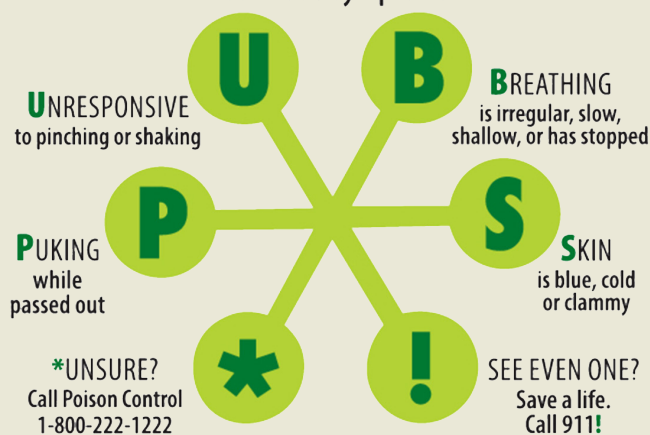 U
B
UNRESPONSIVE
to pinching or shaking
BREATHING
is irregular, slow,
shallow, or has stopped
P
S
PUKING
while
passed out
SKIN
is blue, cold
or clammy
*
!
*UNSURE?
Call Poison Control
1-800-222-1222
SEE EVEN ONE?
Save a life.
Call 911!